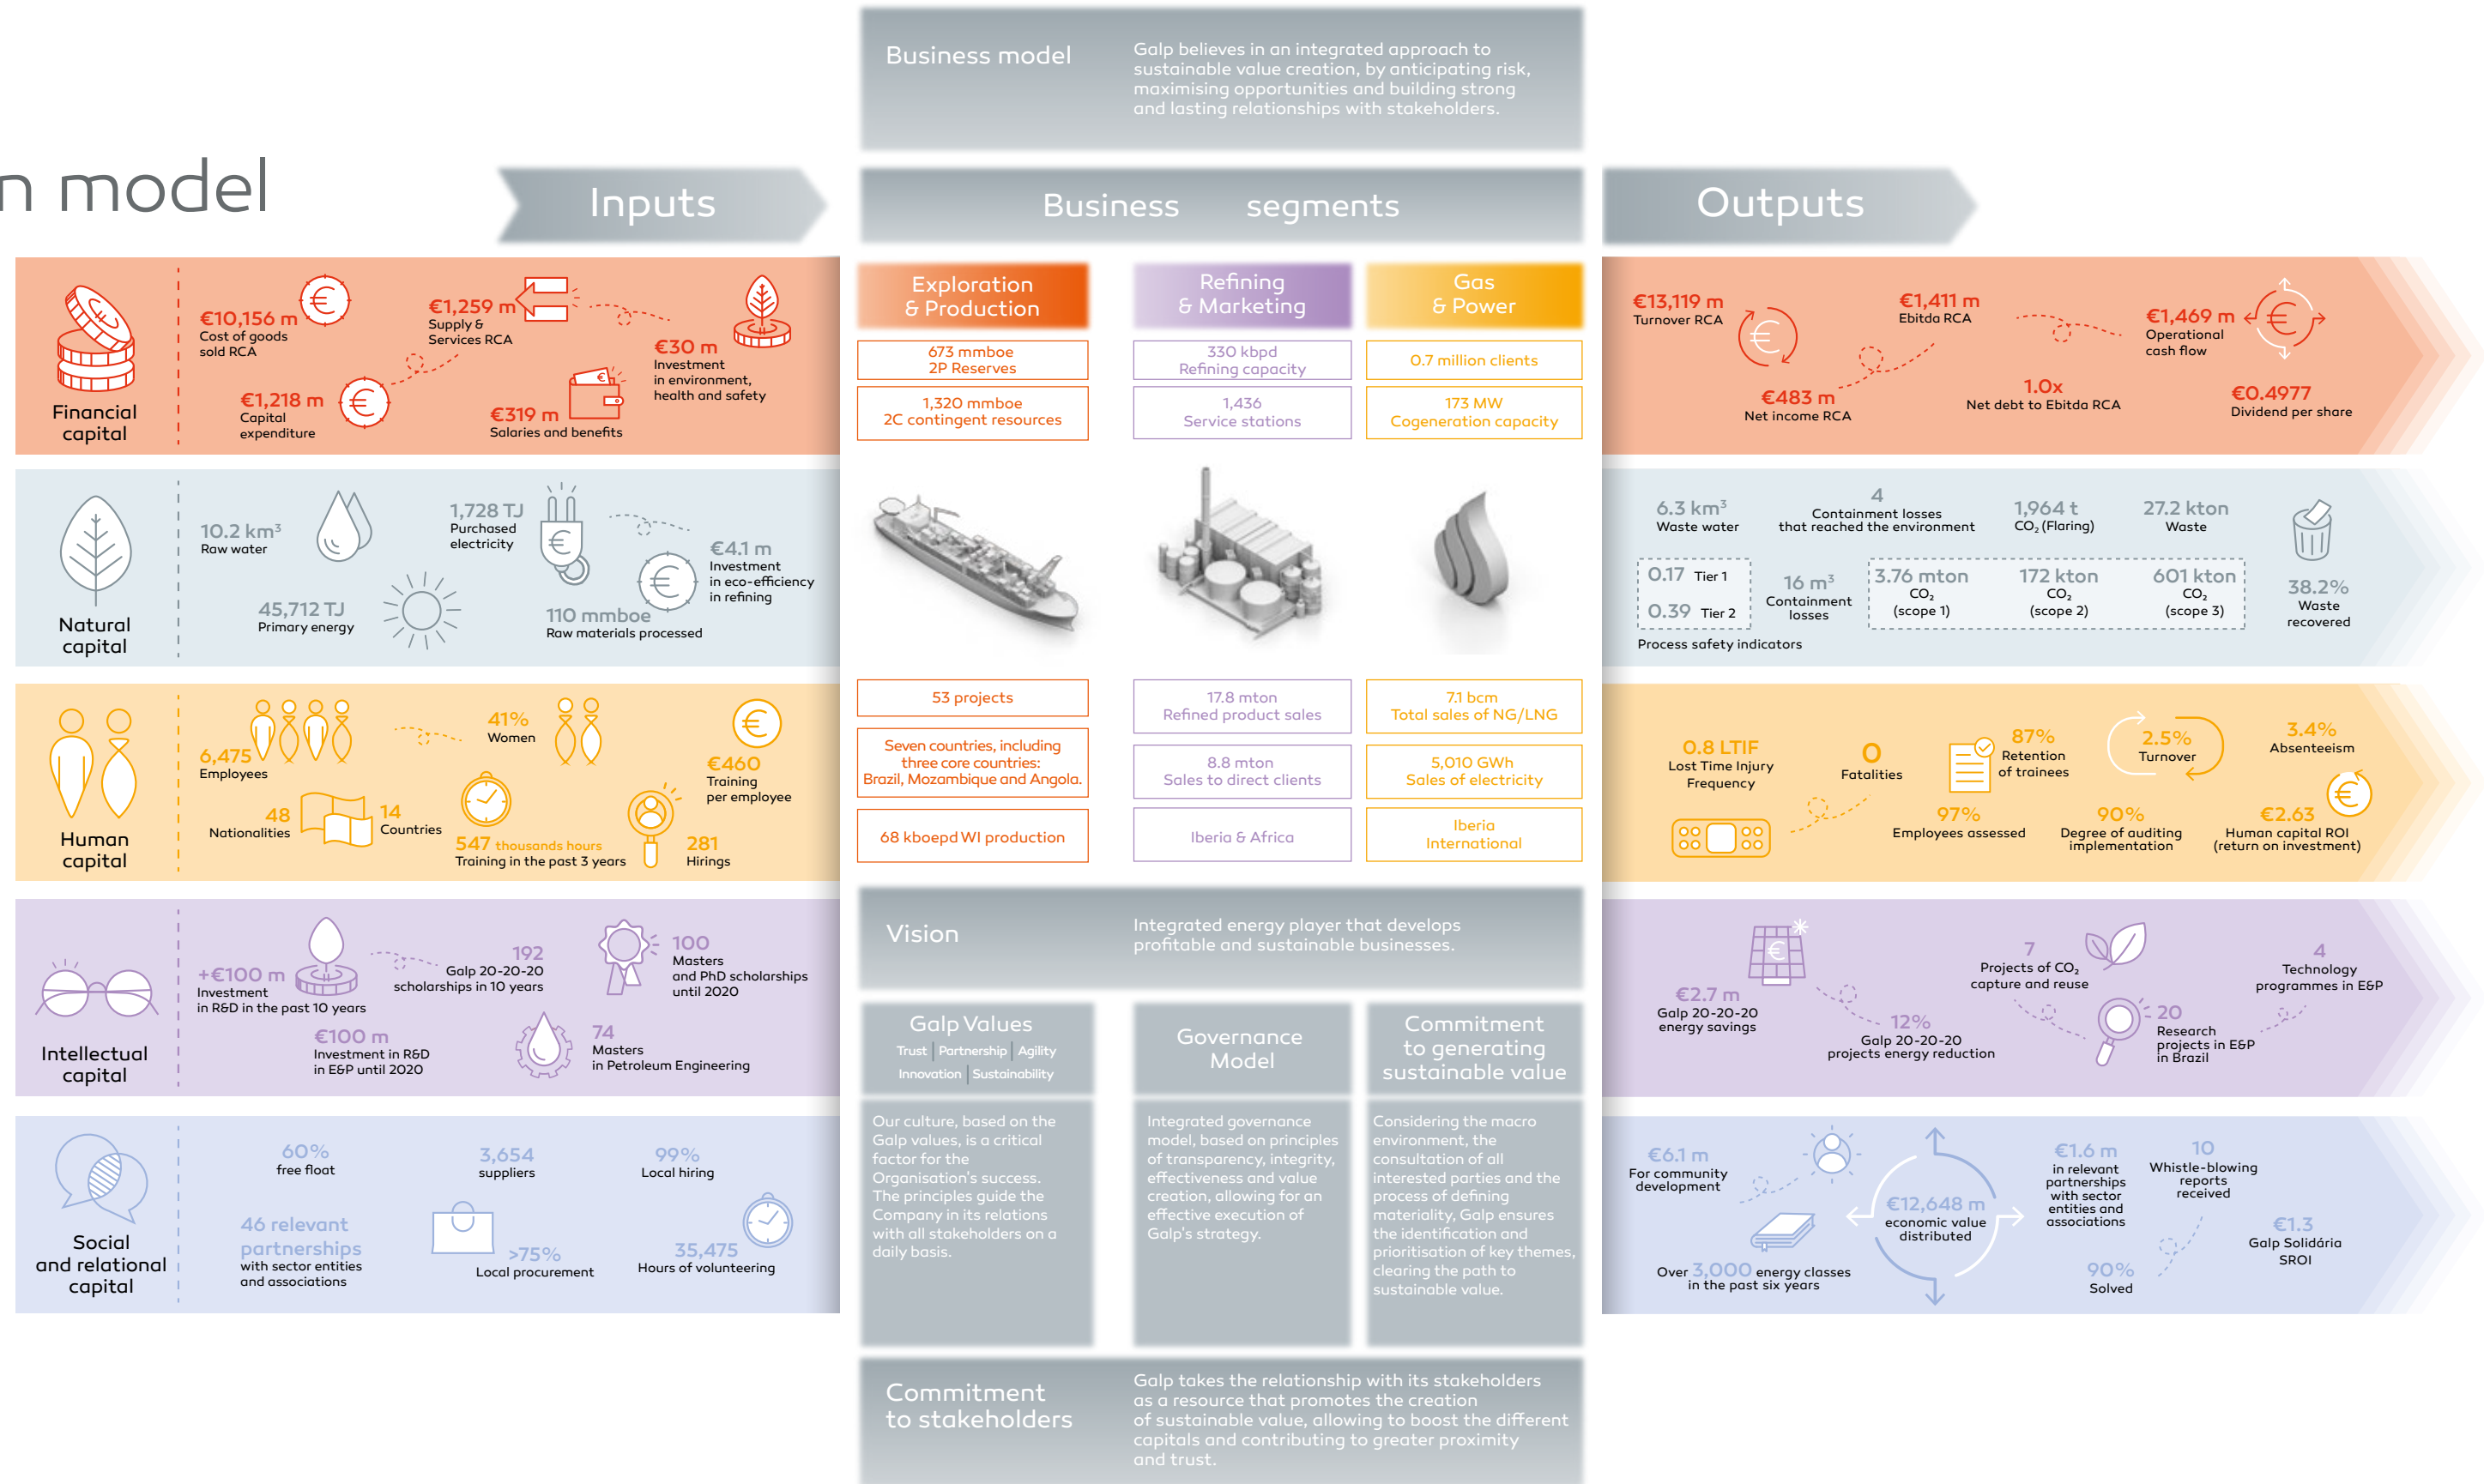 Business model
Galp believes in an integrated approach to
sustainable value creation, by anticipating risk,
maximising opportunities and building strong
and lasting relationships with stakeholders.
n model
Inputs
Business segments
Outputs
Financial
capital
€10,156 m
Cost of goods
sold RCA
€1,259 m
Supply &
Services RCA
€30 m
Investment
in environment,
health and safety
€1,218 m
Capital
expenditure
€319 m
Salaries and benefits
Natural
capital
10.2 km³
Raw water
1,728 TJ
Purchased
electricity
€4.1 m
Investment
in eco-efficiency
in refining
45,712 TJ
Primary energy
110 mmboe
Raw materials processed
Human
capital
6,475
Employees
41%
Women
€460
Training
per employee
48
Nationalities
14
Countries
547 thousands hours
Training in the past 3 years
281
Hirings
Intellectual
capital
+€100 m
Investment
in R&D in the past 10 years
192
Galp 20-20-20
scholarships in 10 years
100
Masters
and PhD scholarships
until 2020
€100 m
Investment in R&D
in E&P until 2020
74
Masters
in Petroleum Engineering
Social
and relational
capital
60%
free float
3,654
suppliers
99%
Local hiring
46 relevant
partnerships
with sector entities
and associations
>75%
Local procurement
35,475
Hours of volunteering
Exploration
& Production
673 mmboe
2P Reserves
1,320 mmboe
2C contingent resources
53 projects
Seven countries, including
three core countries:
Brazil, Mozambique and Angola.
68 kboepd WI production
Refining
& Marketing
330 kbpd
Refining capacity
1,436
Service stations
17.8 mton
Refined product sales
8.8 mton
Sales to direct clients
Iberia & Africa
Gas
& Power
0.7 million clients
173 MW
Cogeneration capacity
7.1 bcm
Total sales of NG/LNG
5,010 GWh
Sales of electricity
Iberia
International
Vision
Integrated energy player that develops
profitable and sustainable businesses.
Galp Values
Trust | Partnership | Agility
Innovation | Sustainability
Our culture, based on the
Galp values, is a critical
factor for the
Organisation's success.
The principles guide the
Company in its relations
with all stakeholders on a
daily basis.
Governance
Model
Integrated governance
model, based on principles
of transparency, integrity,
effectiveness and value
creation, allowing for an
effective execution of
Galp's strategy.
Commitment
to generating
sustainable value
Considering the macro
environment, the
consultation of all
interested parties and the
process of defining
materiality, Galp ensures
the identification and
prioritisation of key themes,
clearing the path to
sustainable value.
Commitment
to stakeholders
Galp takes the relationship with its stakeholders
as a resource that promotes the creation
of sustainable value, allowing to boost the different
capitals and contributing to greater proximity
and trust.
€13,119 m
Turnover RCA
€1,411 m
Ebitda RCA
€1,469 m
Operational
cash flow
€483 m
Net income RCA
1.0x
Net debt to Ebitda RCA
€0.4977
Dividend per share
6.3 km³
Waste water
4
Containment losses
that reached the environment
1,964 t
CO₂ (Flaring)
27.2 kton
Waste
0.17 Tier 1
0.39 Tier 2
Process safety indicators
16 m³
Containment
losses
3.76 mton
CO₂
(scope 1)
172 kton
CO₂
(scope 2)
601 kton
CO₂
(scope 3)
38.2%
Waste
recovered
0.8 LTIF
Lost Time Injury
Frequency
0
Fatalities
87%
Retention
of trainees
2.5%
Turnover
3.4%
Absenteeism
97%
Employees assessed
90%
Degree of auditing
implementation
€2.63
Human capital ROI
(return on investment)
€2.7 m
Galp 20-20-20
energy savings
12%
Galp 20-20-20
projects energy reduction
7
Projects of CO₂
capture and reuse
20
Research
projects in E&P
in Brazil
4
Technology
programmes in E&P
€6.1 m
For community
development
Over 3,000 energy classes
in the past six years
€12,648 m
economic value
distributed
€1.6 m
in relevant
partnerships
with sector
entities and
associations
10
Whistle-blowing
reports
received
90%
Solved
€1.3
Galp Solidária
SROI